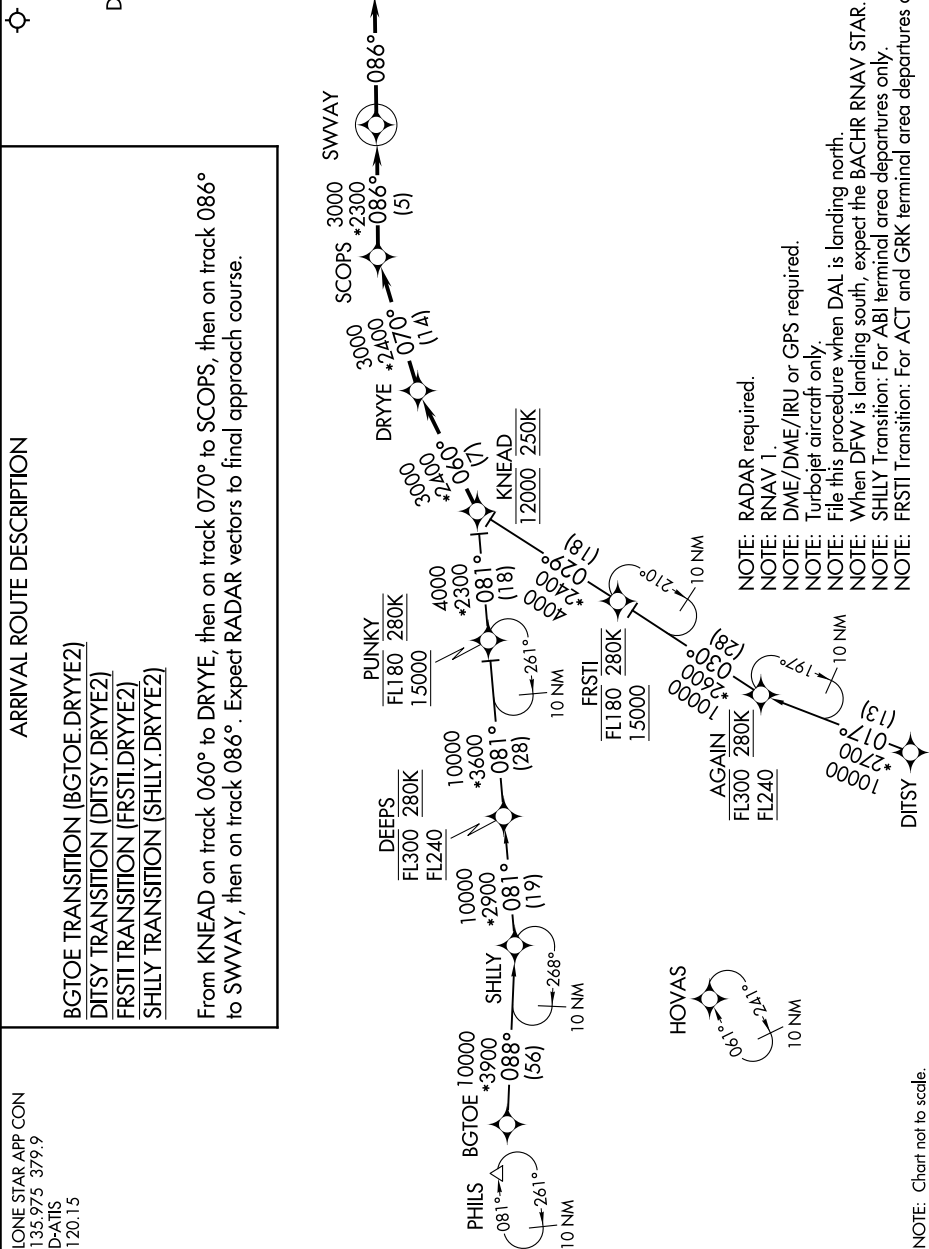 ARRIVAL ROUTE DESCRIPTION
BGTOE TRANSITION (BGTOE.DRYYE2)
DITSY TRANSITION (DITSY.DRYYE2)
FRSTI TRANSITION (FRSTI.DRYYE2)
SHLLY TRANSITION (SHLLY.DRYYE2)
From KNEAD on track 060° to DRYYE, then on track 070° to SCOPS, then on track 086°
to SWVAY, then on track 086°. Expect RADAR vectors to final approach course.
LONE STAR APP CON
135.975 379.9
D-ATIS
120.15
D
PHILS
081°
261°
10 NM
BGTOE
10000
*3900
088°
(56)
SHLLY
268°
10 NM
10000
*2900
081°
(19)
DEEPS
FL300 280K
FL240
10000
*3600
081°
(28)
PUNKY
FL180 280K
15000
261°
10 NM
4000
*2300
081°
(18)
KNEAD
12000 250K
3000
*2400
060°
(7)
DRYYE
3000
*2400
070°
(14)
SCOPS
3000
*2300
086°
(5)
SWVAY
086°
4000
*2400
029°
(18)
FRSTI
FL180 280K
15000
210°
10 NM
10000
*2600
030°
(28)
AGAIN
FL300 280K
FL240
197°
10 NM
10000
*2700
017°
(13)
DITSY
HOVAS
061°
241°
10 NM
NOTE: RADAR required.
NOTE: RNAV 1.
NOTE: DME/DME/IRU or GPS required.
NOTE: Turbojet aircraft only.
NOTE: File this procedure when DAL is landing north.
NOTE: When DFW is landing south, expect the BACHR RNAV STAR.
NOTE: SHLLY Transition: For ABI terminal area departures only.
NOTE: FRSTI Transition: For ACT and GRK terminal area departures
NOTE: Chart not to scale.